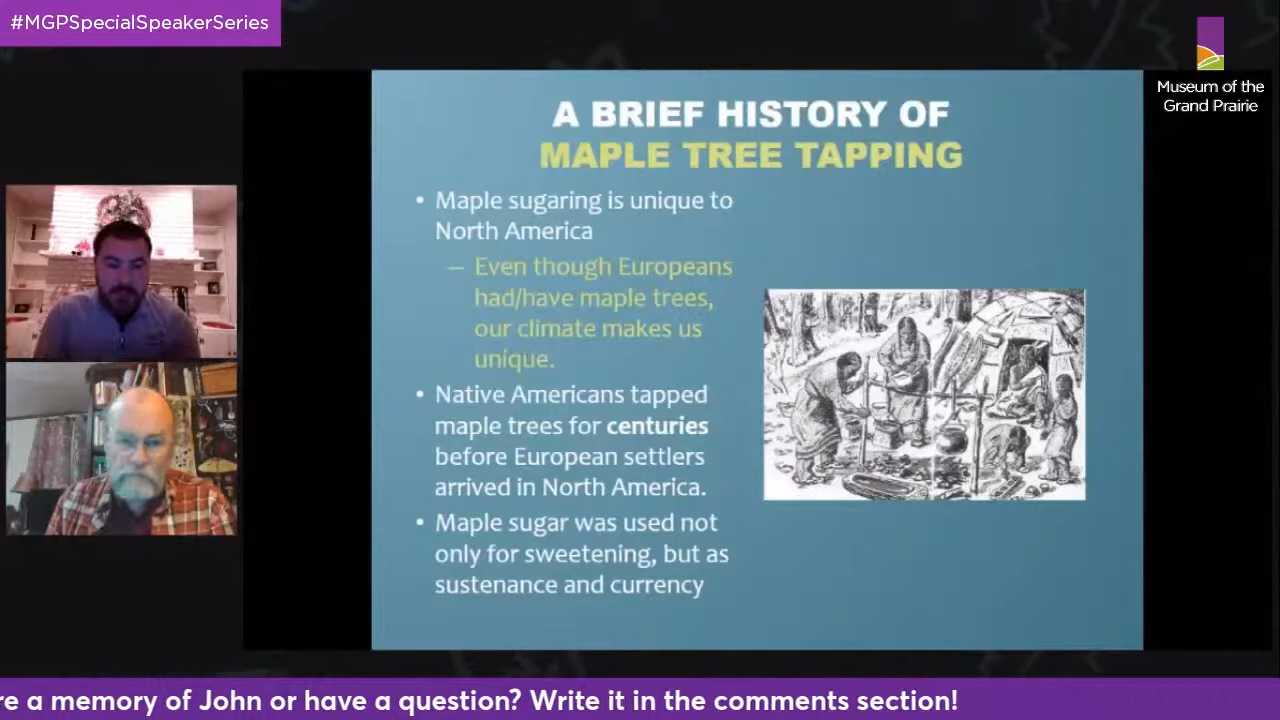 #MGPSpecialSpeakerSeries
Museum of the
Grand Prairie
A BRIEF HISTORY OF
MAPLE TREE TAPPING
• Maple sugaring is unique to
North America
– Even though Europeans
had/have maple trees,
our climate makes us
unique.
• Native Americans tapped
maple trees for centuries
before European settlers
arrived in North America.
• Maple sugar was used not
only for sweetening, but as
sustenance and currency
re a memory of John or have a question? Write it in the comments section!